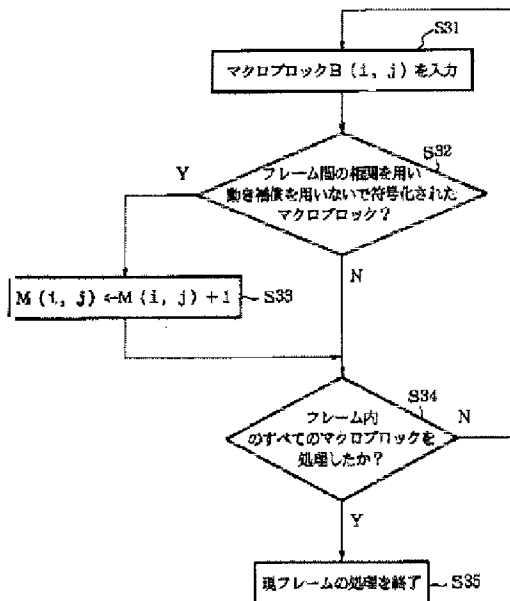 S31
マクロブロックB (i, j) を入力
S32
Y
フレーム間の相関を用い
動き補償を用いないで符号化された
マクロブロック？
N
M (i, j) ←M (i, j) +1
S33
S34
フレーム内
のすべてのマクロブロックを
処理したか？
N
Y
現フレームの処理を終了
S35